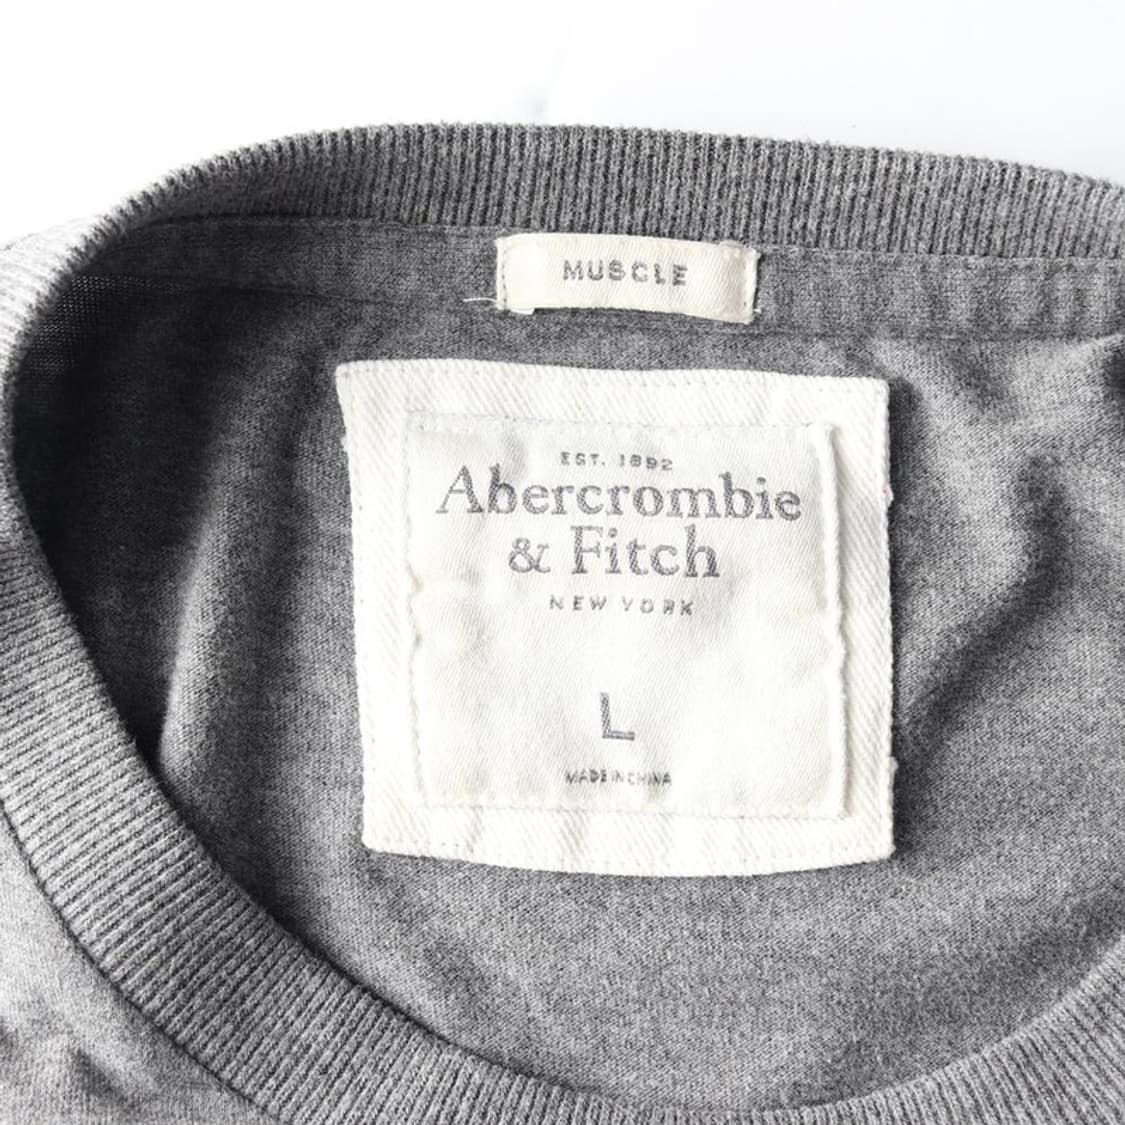 MUSCLE
EST. 1892
Abercrombie
& Fitch
NEW YORK
L
MADE IN CHINA